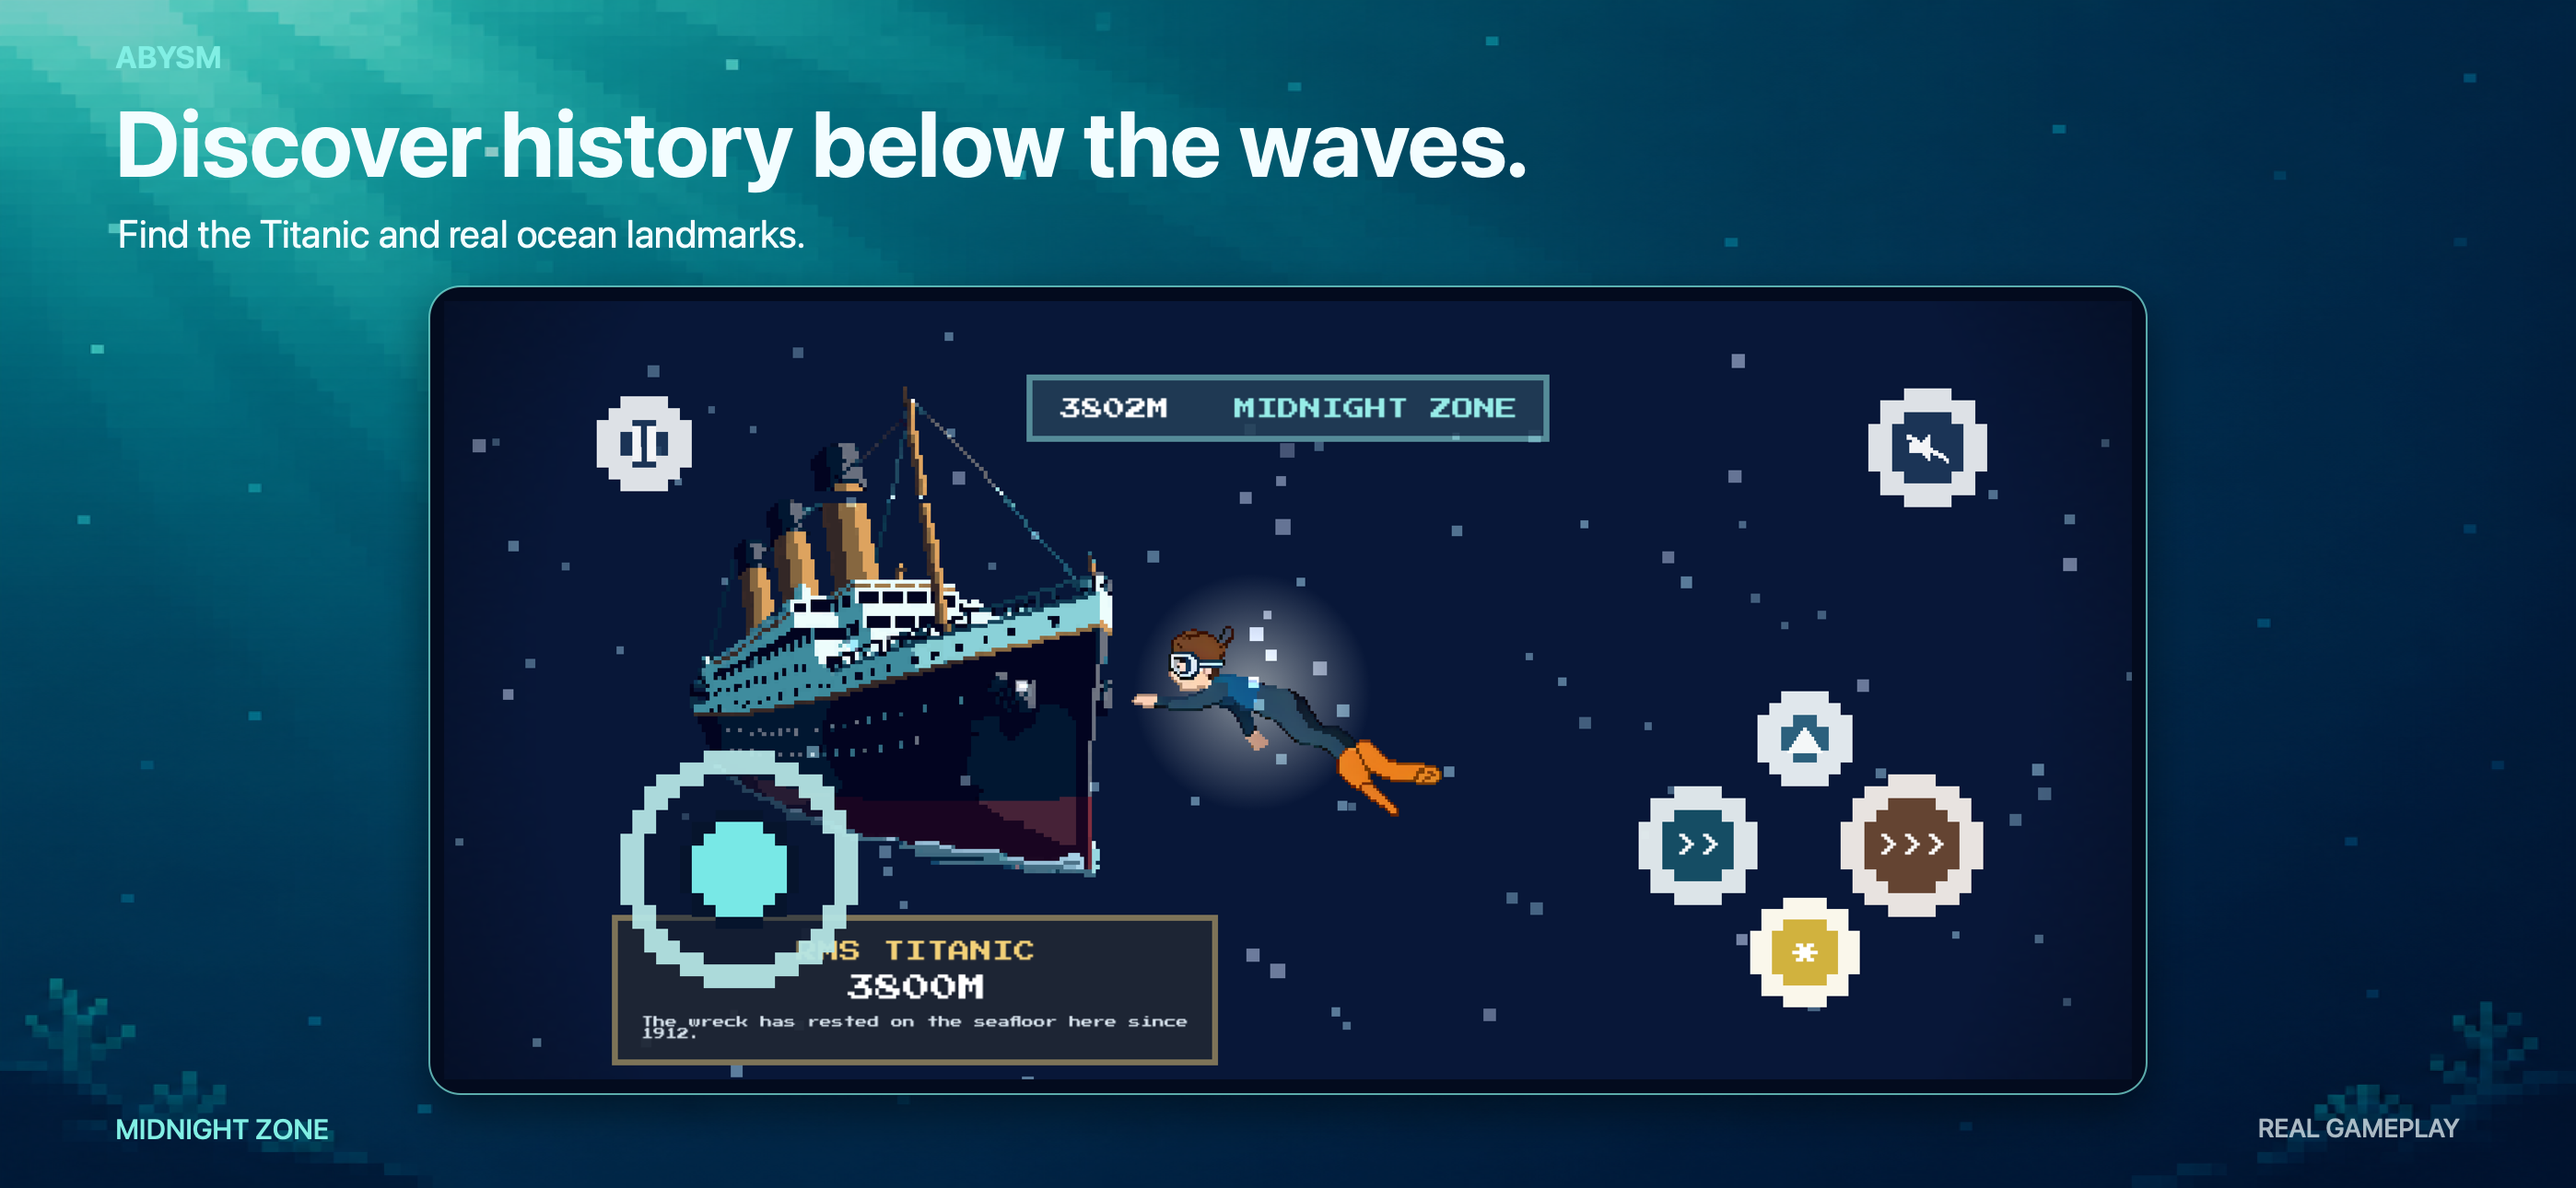 ABYSM
Discover history below the waves.
Find the Titanic and real ocean landmarks.
3802M MIDNIGHT ZONE
>> >>>
*
RMS TITANIC
3800M
The wreck has rested on the seafloor here since
1912.
MIDNIGHT ZONE
REAL GAMEPLAY